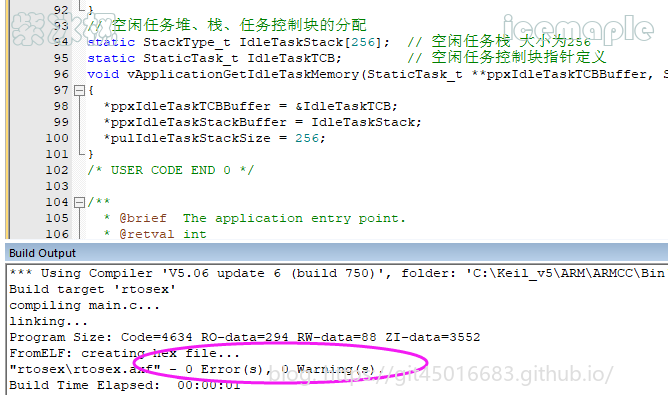 紫枫 icemaple
92 }
93 // 空闲任务堆、栈、任务控制块的分配
94 static StackType_t IdleTaskStack[256];  // 空闲任务栈 大小为256
95 static StaticTask_t IdleTaskTCB;        // 空闲任务控制块指针定义
96 void vApplicationGetIdleTaskMemory(StaticTask_t **ppxIdleTaskTCBBuffer, S
97 {
98   *ppxIdleTaskTCBBuffer = &IdleTaskTCB;
99   *ppxIdleTaskStackBuffer = IdleTaskStack;
100   *pulIdleTaskStackSize = 256;
101 }
102 /* USER CODE END 0 */
103
104 /**
105   * @brief  The application entry point.
106   * @retval int
Build Output
*** Using Compiler 'V5.06 update 6 (build 750)', folder: 'C:\Keil_v5\ARM\ARMCC\Bin
Build target 'rtosex'
compiling main.c...
linking...
Program Size: Code=4634 RO-data=294 RW-data=88 ZI-data=3552
FromELF: creating hex file...
"rtosex\rtosex.axf" - 0 Error(s), 0 Warning(s).
blog: https://git45016683.github.io/
Build Time Elapsed:  00:00:01